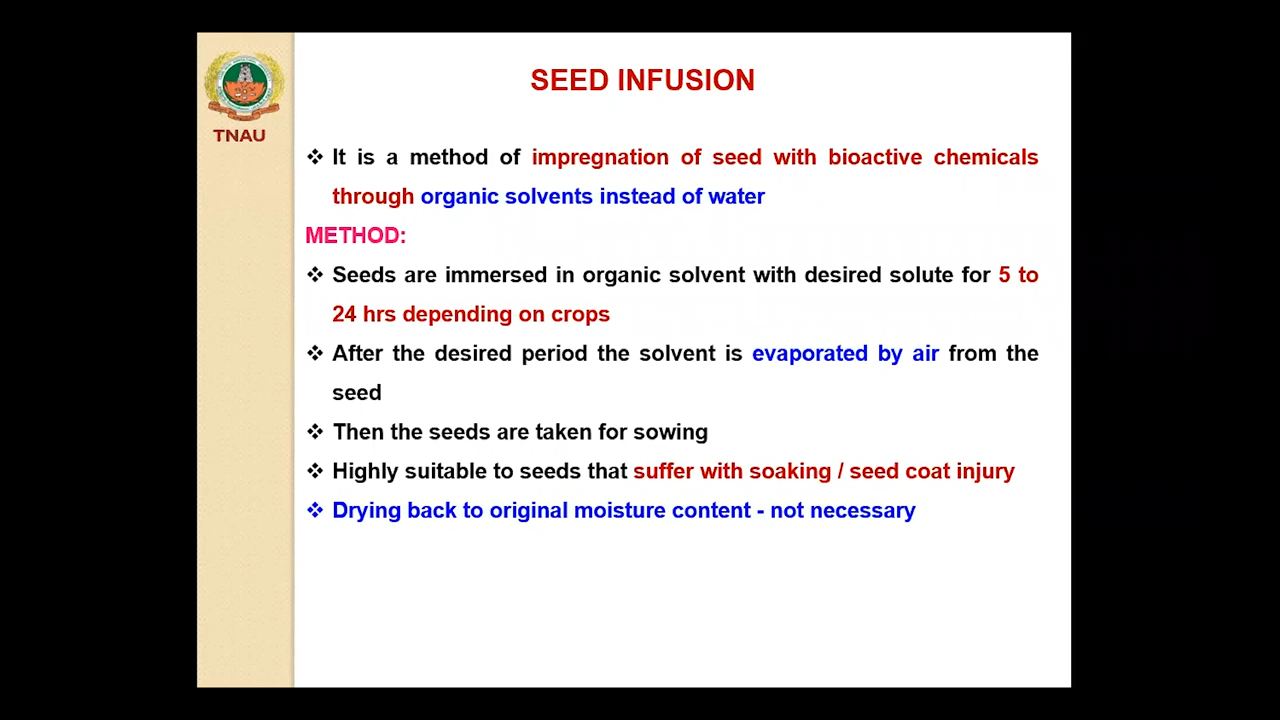 SEED INFUSION
TNAU
❖ It is a method of impregnation of seed with bioactive chemicals
through organic solvents instead of water
METHOD:
❖ Seeds are immersed in organic solvent with desired solute for 5 to
24 hrs depending on crops
❖ After the desired period the solvent is evaporated by air from the
seed
❖ Then the seeds are taken for sowing
❖ Highly suitable to seeds that suffer with soaking / seed coat injury
❖ Drying back to original moisture content - not necessary